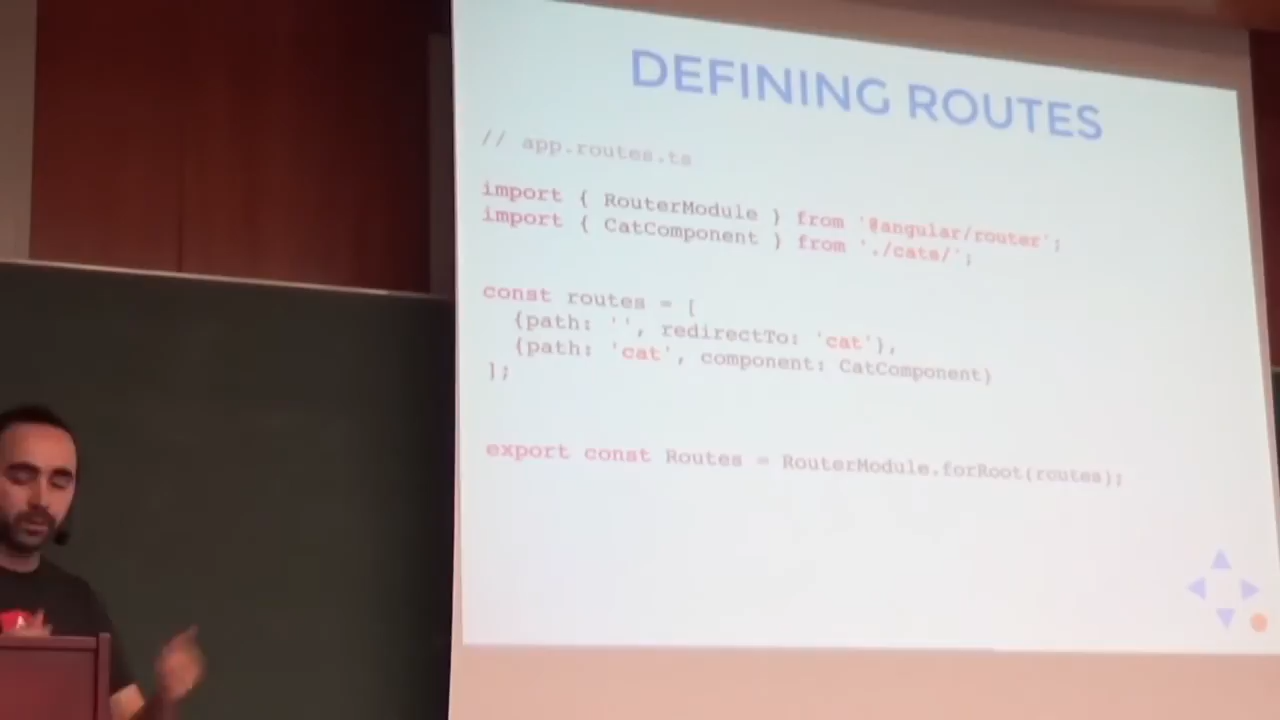 DEFINING ROUTES
// app.routes.ts
import { RouterModule } from '@angular/router';
import { CatComponent } from './cats/';
const routes = [
{path: '', redirectTo: 'cat'},
{path: 'cat', component: CatComponent}
];
export const Routes = RouterModule.forRoot(routes);